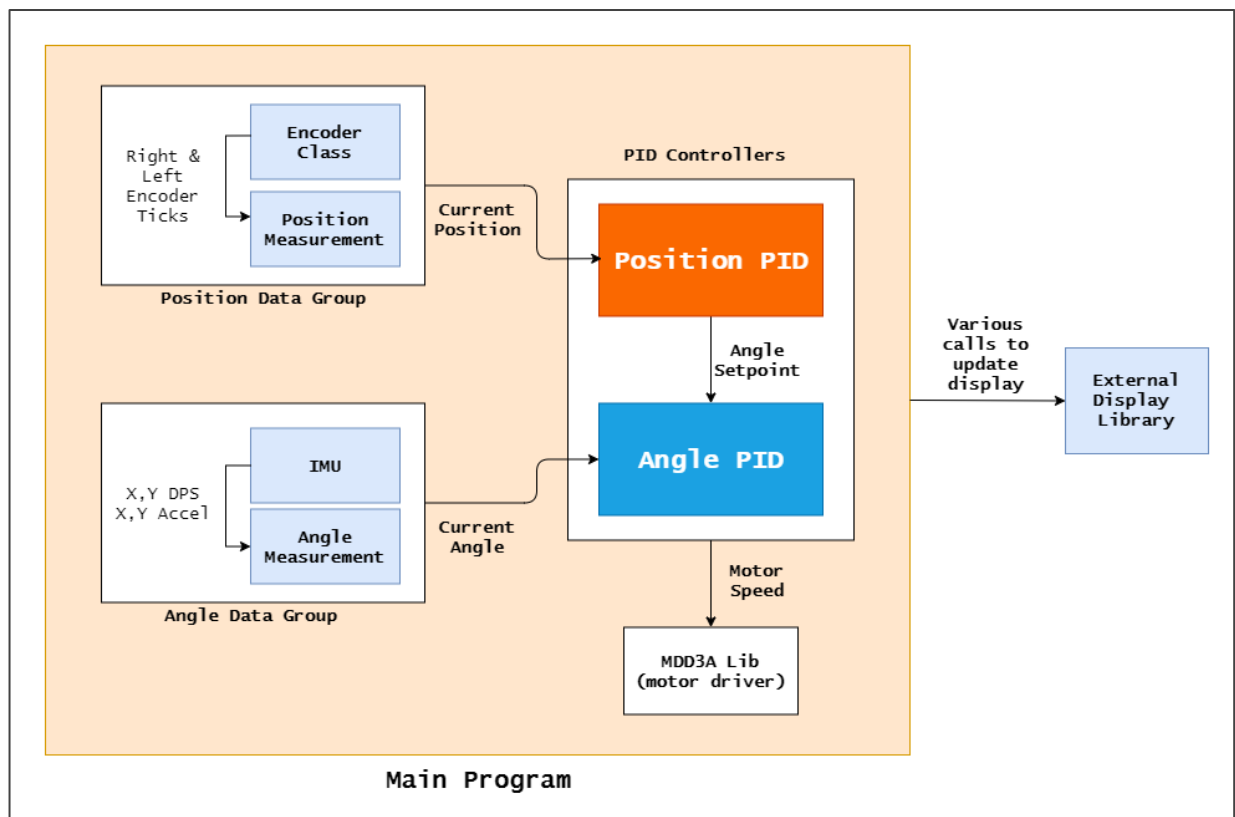 Right &
Left
Encoder
Ticks
Encoder
Class
Position
Measurement
Position Data Group
Current
Position
PID Controllers
Position PID
Angle
Setpoint
Angle PID
X,Y DPS
X,Y Accel
IMU
Angle
Measurement
Angle Data Group
Current
Angle
Motor
Speed
MDD3A Lib
(motor driver)
Various
calls to
update
display
External
Display
Library
Main Program